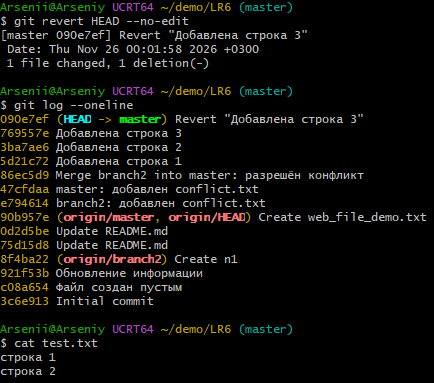 Arsenii@Arseniy UCRT64 ~/demo/LR6 (master)
$ git revert HEAD --no-edit
[master 090e7ef] Revert "Добавлена строка 3"
 Date: Thu Nov 26 00:01:58 2026 +0300
 1 file changed, 1 deletion(-)

Arsenii@Arseniy UCRT64 ~/demo/LR6 (master)
$ git log --oneline
090e7ef (HEAD -> master) Revert "Добавлена строка 3"
769557e Добавлена строка 3
3ba7ae6 Добавлена строка 2
5d21c72 Добавлена строка 1
86ec5d9 Merge branch2 into master: разрешён конфликт
47cfdaa master: добавлен conflict.txt
e794614 branch2: добавлен conflict.txt
90b957e (origin/master, origin/HEAD) Create web_file_demo.txt
0d2d5be Update README.md
75d15d8 Update README.md
8f4ba22 (origin/branch2) Create n1
921f53b Обновление информации
c08a654 Файл создан пустым
3c6e913 Initial commit

Arsenii@Arseniy UCRT64 ~/demo/LR6 (master)
$ cat test.txt
строка 1
строка 2